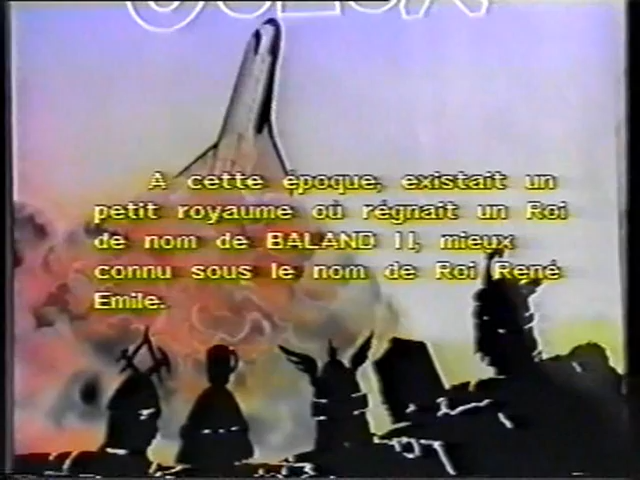 A cette époque, existait un
petit royaume où régnait un Roi
de nom de BALAND II, mieux
connu sous le nom de Roi René
Emile.